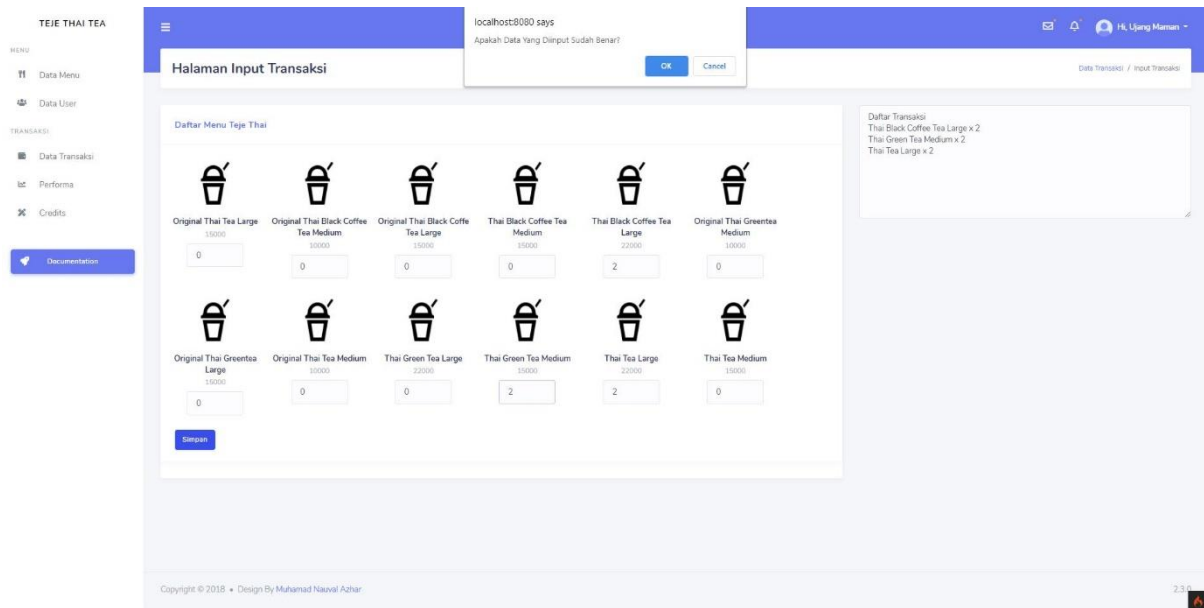 TEJE THAI TEA
MENU
Data Menu
Data User
TRANSAKSI
Data Transaksi
Performa
Credits
Documentation
localhost:8080 says
Apakah Data Yang Diinput Sudah Benar?
OK
Cancel
Hi, Ujang Maman
Halaman Input Transaksi
Data Transaksi / Input Transaksi
Daftar Menu Teje Thai
Original Thai Tea Large
15000
0
Original Thai Black Coffee
Tea Medium
10000
0
Original Thai Black Coffe
Tea Large
15000
0
Thai Black Coffee Tea
Medium
15000
0
Thai Black Coffee Tea
Large
22000
2
Original Thai Greentea
Medium
10000
0
Original Thai Greentea
Large
15000
0
Original Thai Tea Medium
10000
0
Thai Green Tea Large
22000
0
Thai Green Tea Medium
15000
2
Thai Tea Large
22000
2
Thai Tea Medium
15000
0
Simpan
Daftar Transaksi
Thai Black Coffee Tea Large x 2
Thai Green Tea Medium x 2
Thai Tea Large x 2
Copyright © 2018 • Design By Muhamad Nauval Azhar
2.3.0